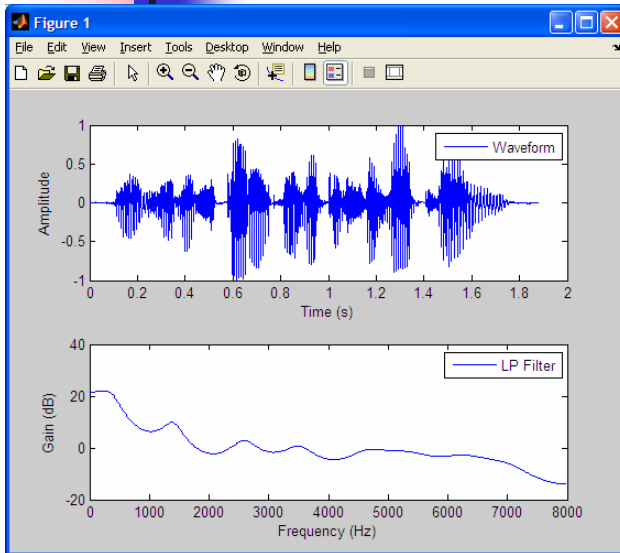 Figure 1
File Edit View Insert Tools Desktop Window Help
1
0.5
0
-0.5
-1
Amplitude
Waveform
0 0.2 0.4 0.6 0.8 1 1.2 1.4 1.6 1.8 2
Time (s)
40
20
0
-20
Gain (dB)
LP Filter
0 1000 2000 3000 4000 5000 6000 7000 8000
Frequency (Hz)